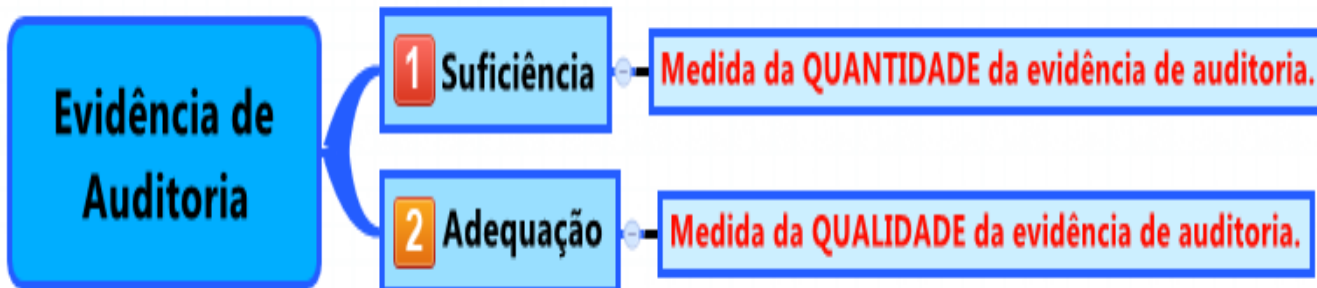 Evidência de
Auditoria
1 Suficiência
Medida da QUANTIDADE da evidência de auditoria.
2 Adequação
Medida da QUALIDADE da evidência de auditoria.